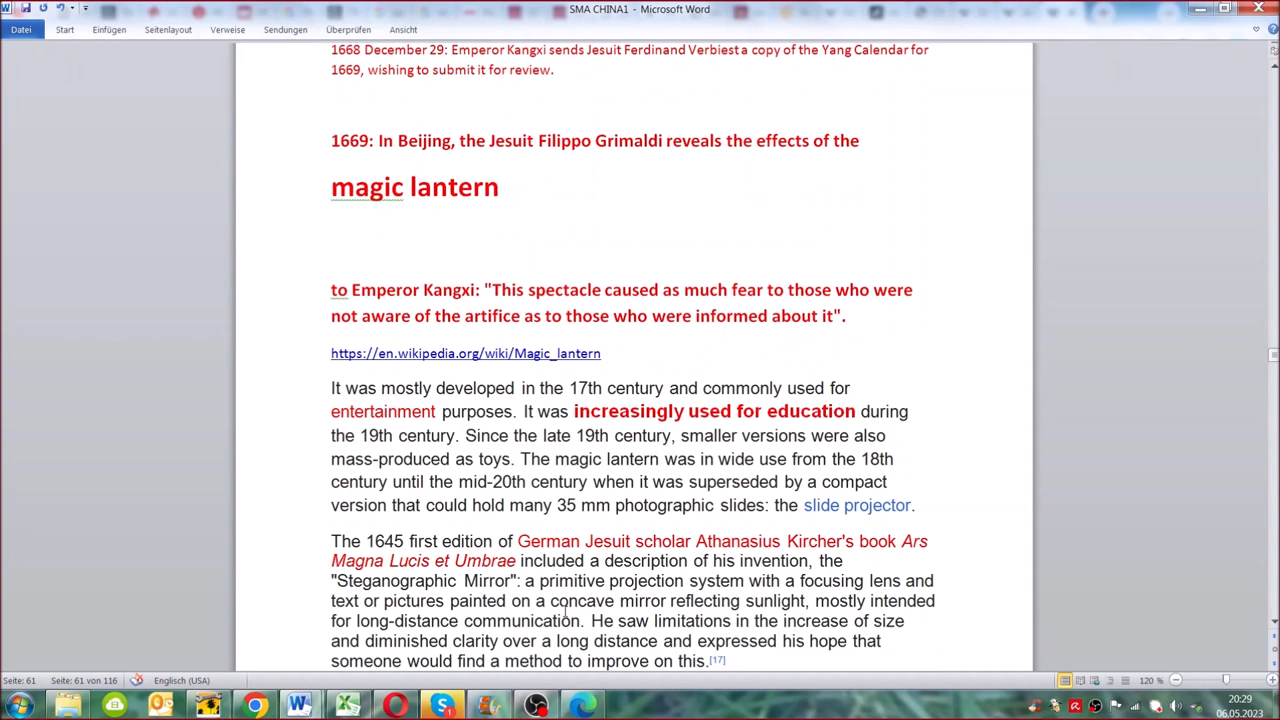 SMA CHINA1 - Microsoft Word
Datei Start Einfügen Seitenlayout Verweise Sendungen Überprüfen Ansicht
1668 December 29: Emperor Kangxi sends Jesuit Ferdinand Verbiest a copy of the Yang Calendar for
1669, wishing to submit it for review.
1669: In Beijing, the Jesuit Filippo Grimaldi reveals the effects of the
magic lantern
to Emperor Kangxi: "This spectacle caused as much fear to those who were
not aware of the artifice as to those who were informed about it".
https://en.wikipedia.org/wiki/Magic_lantern
It was mostly developed in the 17th century and commonly used for
entertainment purposes. It was increasingly used for education during
the 19th century. Since the late 19th century, smaller versions were also
mass-produced as toys. The magic lantern was in wide use from the 18th
century until the mid-20th century when it was superseded by a compact
version that could hold many 35 mm photographic slides: the slide projector.
The 1645 first edition of German Jesuit scholar Athanasius Kircher's book Ars
Magna Lucis et Umbrae included a description of his invention, the
"Steganographic Mirror": a primitive projection system with a focusing lens and
text or pictures painted on a concave mirror reflecting sunlight, mostly intended
for long-distance communication. He saw limitations in the increase of size
and diminished clarity over a long distance and expressed his hope that
someone would find a method to improve on this.[17]
Seite: 61 Seite: 61 von 116 Englisch (USA) 120 %
20:29
06.05.2023